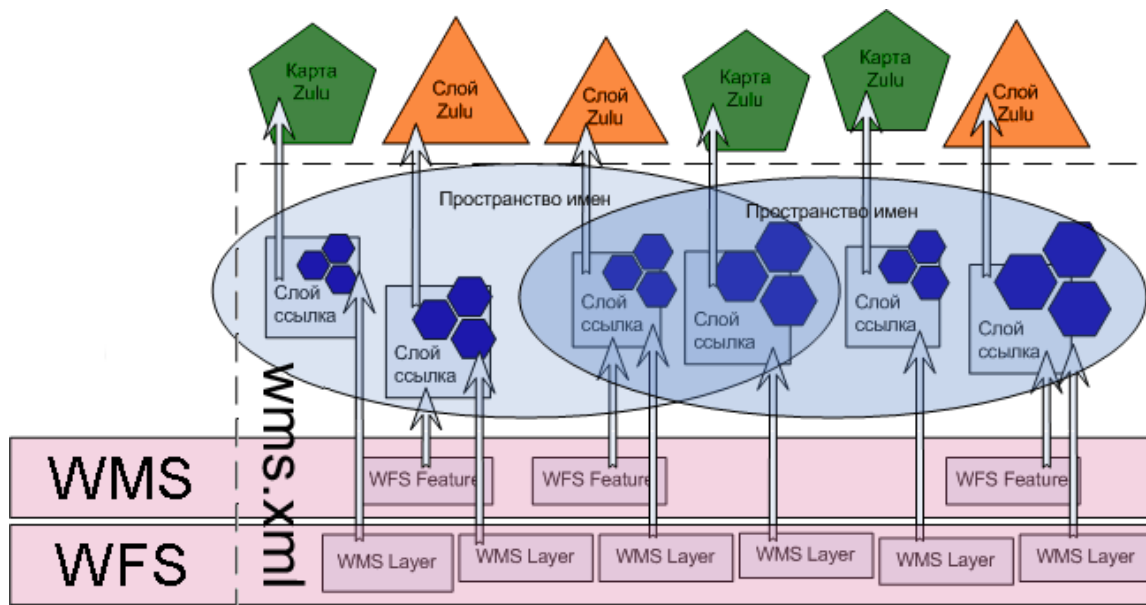 Карта
Zulu
Слой
Zulu
Слой
Zulu
Карта
Zulu
Карта
Zulu
Слой
Zulu
Пространство имен
Пространство имен
Слой
ссылка
Слой
ссылка
Слой
ссылка
Слой
ссылка
Слой
ссылка
Слой
ссылка
wms.xml
WMS
WFS Feature
WFS Feature
WFS Feature
WFS
WMS Layer
WMS Layer
WMS Layer
WMS Layer
WMS Layer
WMS Layer